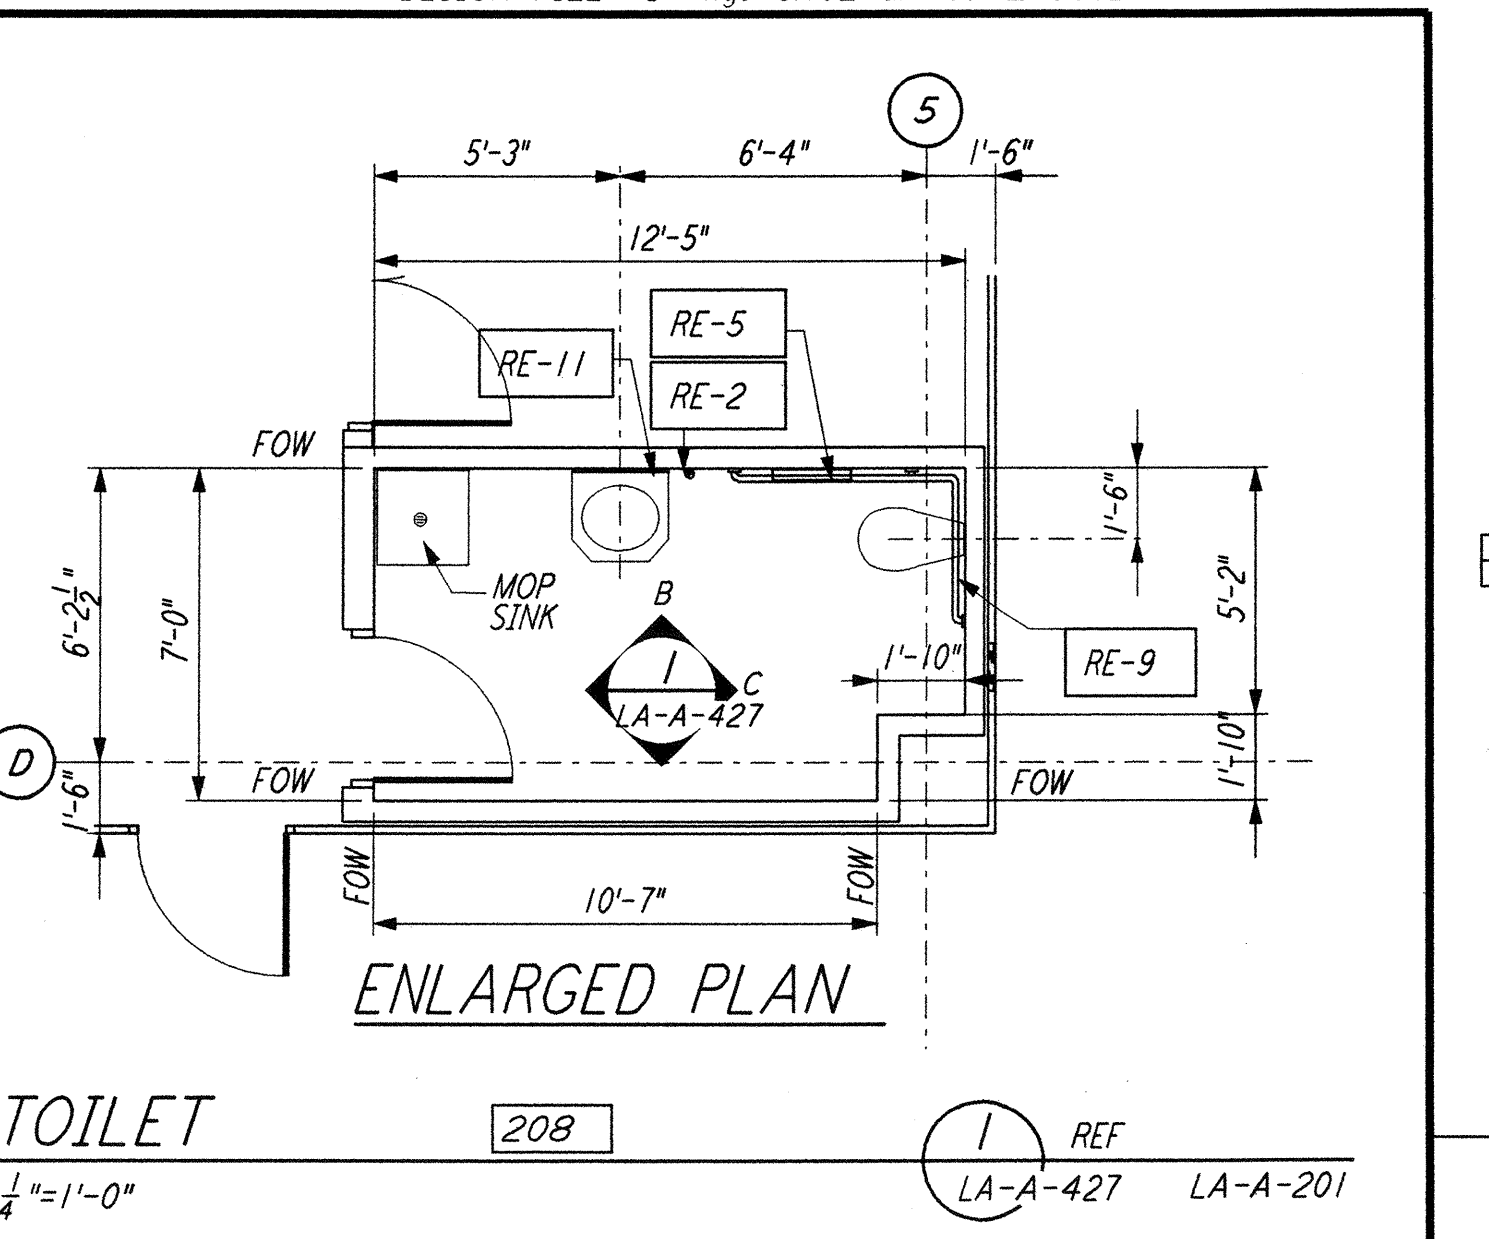 5
5'-3"
6'-4"
1'-6"
12'-5"
RE-5
RE-11
RE-2
FOW
1'-6"
MOP
SINK
6'-2 1/2"
7'-0"
5'-2"
B
1
C
LA-A-427
1'-10"
RE-9
D
FOW
FOW
1'-6"
1'-10"
FOW
FOW
10'-7"
ENLARGED PLAN
TOILET
208
1
REF
1/4 "=1'-0"
LA-A-427
LA-A-201